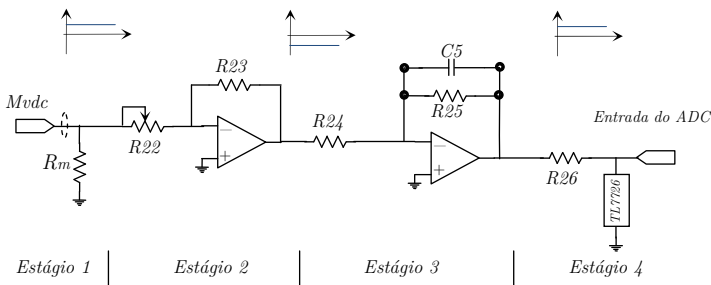 C5
R23
Mvdc
R25
R24
Entrada do ADC
R22
Rm
R26
TL7726
Estágio 1
Estágio 2
Estágio 3
Estágio 4